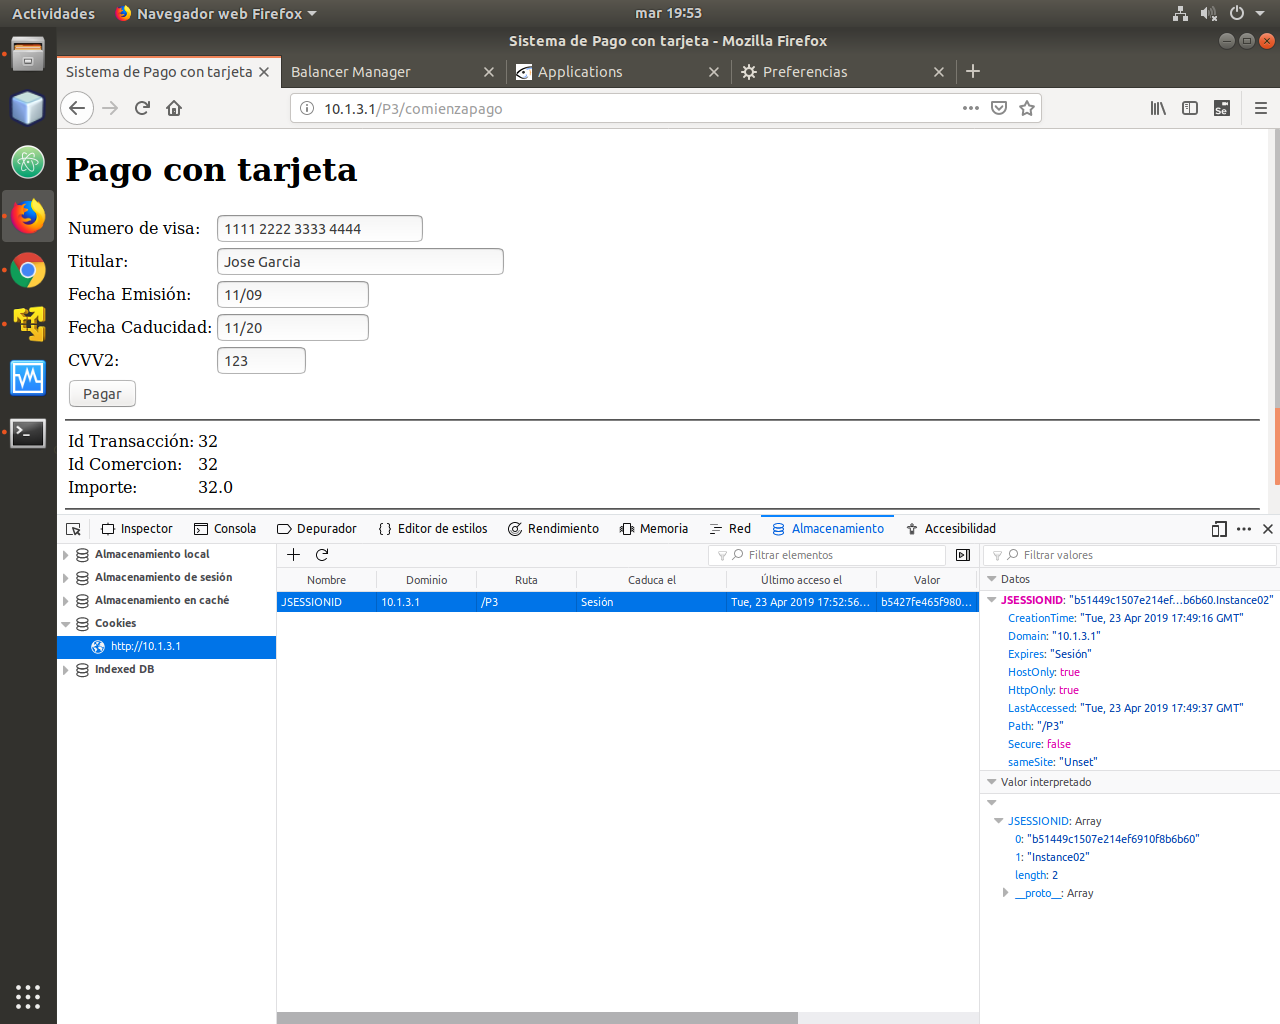 Actividades Navegador web Firefox mar 19:53
Sistema de Pago con tarjeta - Mozilla Firefox
Sistema de Pago con tarjeta Balancer Manager Applications Preferencias
10.1.3.1/P3/comienzapago
Pago con tarjeta
Numero de visa: 1111 2222 3333 4444
Titular: Jose Garcia
Fecha Emisión: 11/09
Fecha Caducidad: 11/20
CVV2: 123
Pagar
Id Transacción: 32
Id Comercion: 32
Importe: 32.0
Inspector Consola Depurador Editor de estilos Rendimiento Memoria Red Almacenamiento Accesibilidad
Almacenamiento local
Almacenamiento de sesión
Almacenamiento en caché
Cookies
http://10.1.3.1
Indexed DB
Filtrar elementos
Nombre Dominio Ruta Caduca el Último acceso el Valor
JSESSIONID 10.1.3.1 /P3 Sesión Tue, 23 Apr 2019 17:52:56... b5427fe465f980...
Filtrar valores
Datos
JSESSIONID: "b51449c1507e214ef...b6b60.Instance02"
CreationTime: "Tue, 23 Apr 2019 17:49:16 GMT"
Domain: "10.1.3.1"
Expires: "Sesión"
HostOnly: true
HttpOnly: true
LastAccessed: "Tue, 23 Apr 2019 17:49:37 GMT"
Path: "/P3"
Secure: false
sameSite: "Unset"
Valor interpretado
JSESSIONID: Array
0: "b51449c1507e214ef6910f8b6b60"
1: "Instance02"
length: 2
__proto__: Array